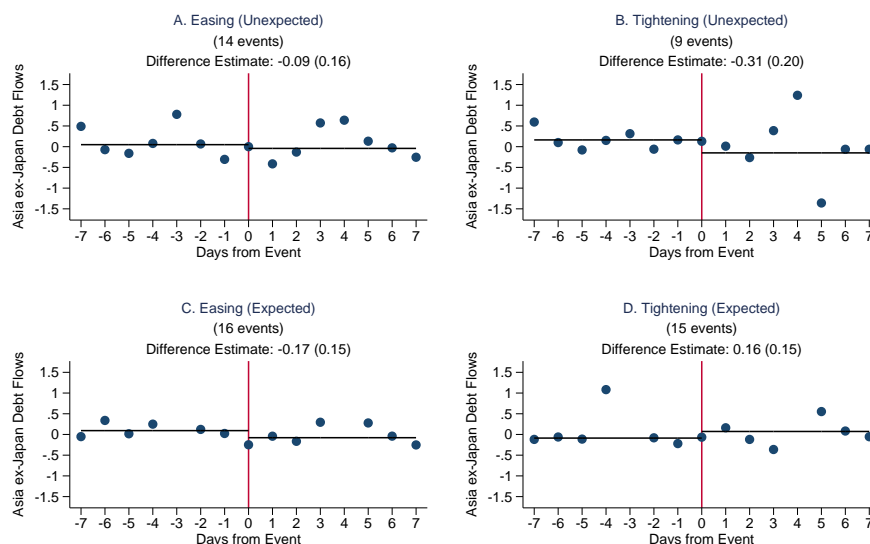 A. Easing (Unexpected)
(14 events)
Difference Estimate: -0.09 (0.16)
Asia ex-Japan Debt Flows
1.5
1
.5
0
-.5
-1
-1.5
-7 -6 -5 -4 -3 -2 -1 0 1 2 3 4 5 6 7
Days from Event
B. Tightening (Unexpected)
(9 events)
Difference Estimate: -0.31 (0.20)
Asia ex-Japan Debt Flows
1.5
1
.5
0
-.5
-1
-1.5
-7 -6 -5 -4 -3 -2 -1 0 1 2 3 4 5 6 7
Days from Event
C. Easing (Expected)
(16 events)
Difference Estimate: -0.17 (0.15)
Asia ex-Japan Debt Flows
1.5
1
.5
0
-.5
-1
-1.5
-7 -6 -5 -4 -3 -2 -1 0 1 2 3 4 5 6 7
Days from Event
D. Tightening (Expected)
(15 events)
Difference Estimate: 0.16 (0.15)
Asia ex-Japan Debt Flows
1.5
1
.5
0
-.5
-1
-1.5
-7 -6 -5 -4 -3 -2 -1 0 1 2 3 4 5 6 7
Days from Event